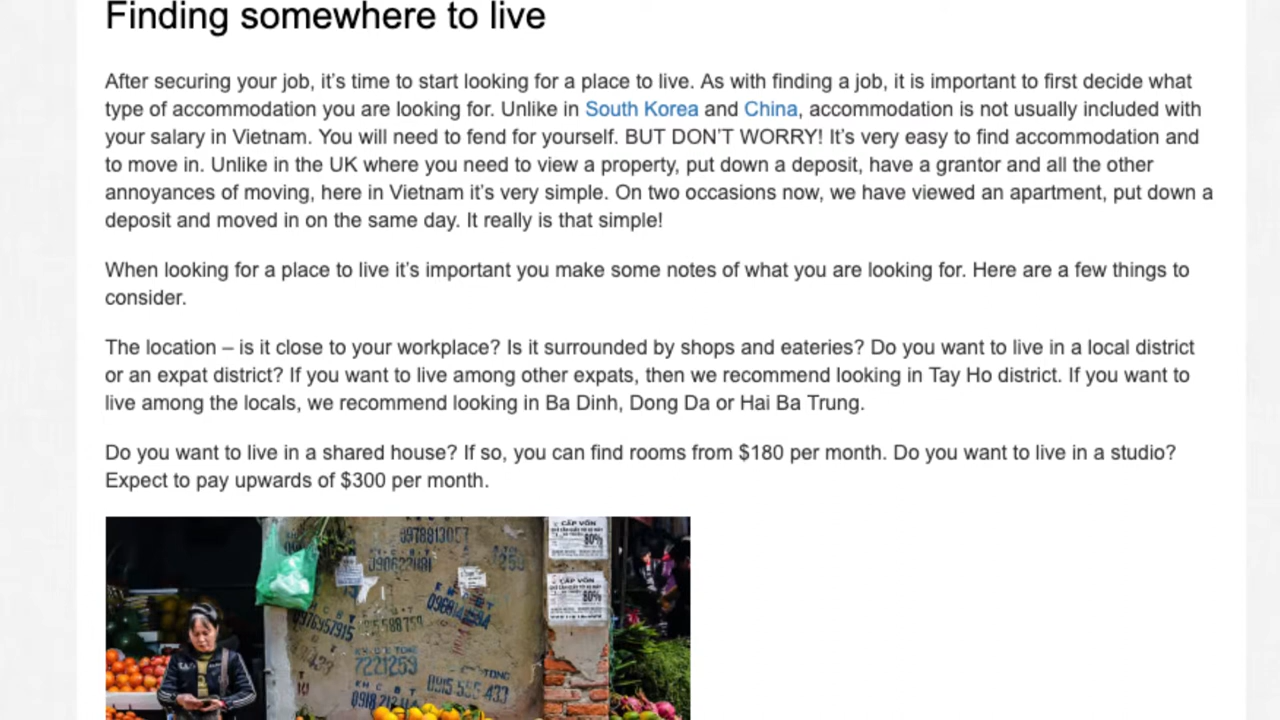 Finding somewhere to live
After securing your job, it’s time to start looking for a place to live. As with finding a job, it is important to first decide what
type of accommodation you are looking for. Unlike in South Korea and China, accommodation is not usually included with
your salary in Vietnam. You will need to fend for yourself. BUT DON’T WORRY! It’s very easy to find accommodation and
to move in. Unlike in the UK where you need to view a property, put down a deposit, have a grantor and all the other
annoyances of moving, here in Vietnam it’s very simple. On two occasions now, we have viewed an apartment, put down a
deposit and moved in on the same day. It really is that simple!
When looking for a place to live it’s important you make some notes of what you are looking for. Here are a few things to
consider.
The location – is it close to your workplace? Is it surrounded by shops and eateries? Do you want to live in a local district
or an expat district? If you want to live among other expats, then we recommend looking in Tay Ho district. If you want to
live among the locals, we recommend looking in Ba Dinh, Dong Da or Hai Ba Trung.
Do you want to live in a shared house? If so, you can find rooms from $180 per month. Do you want to live in a studio?
Expect to pay upwards of $300 per month.
CẤP VỐN
80%
CẤP VỐN
80%
7221259
0915 555 433